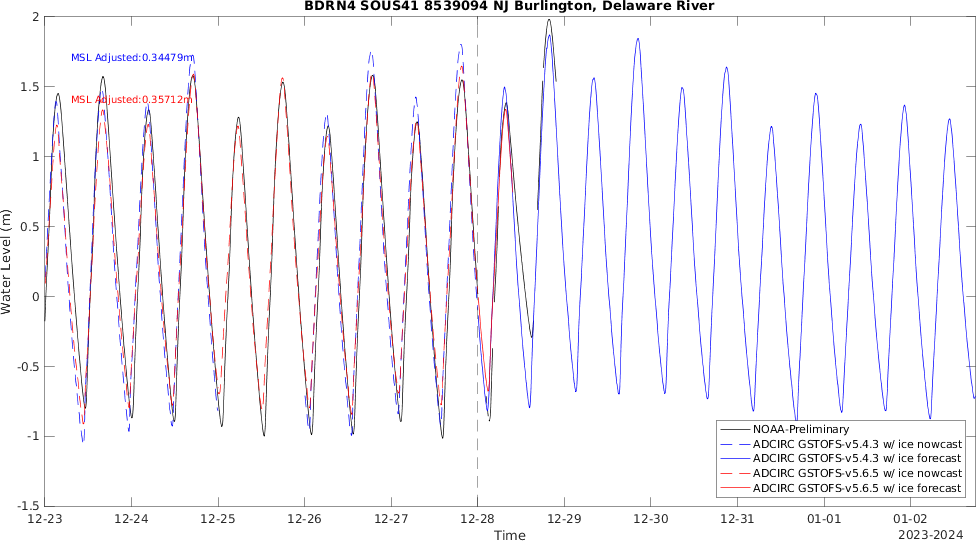 BDRN4 SOUS41 8539094 NJ Burlington, Delaware River
MSL Adjusted:0.34479m
MSL Adjusted:0.35712m
Water Level (m)
2
1.5
1
0.5
0
-0.5
-1
-1.5
NOAA-Preliminary
ADCIRC GSTOFS-v5.4.3 w/ ice nowcast
ADCIRC GSTOFS-v5.4.3 w/ ice forecast
ADCIRC GSTOFS-v5.6.5 w/ ice nowcast
ADCIRC GSTOFS-v5.6.5 w/ ice forecast
12-23 12-24 12-25 12-26 12-27 12-28 12-29 12-30 12-31 01-01 01-02
Time
2023-2024